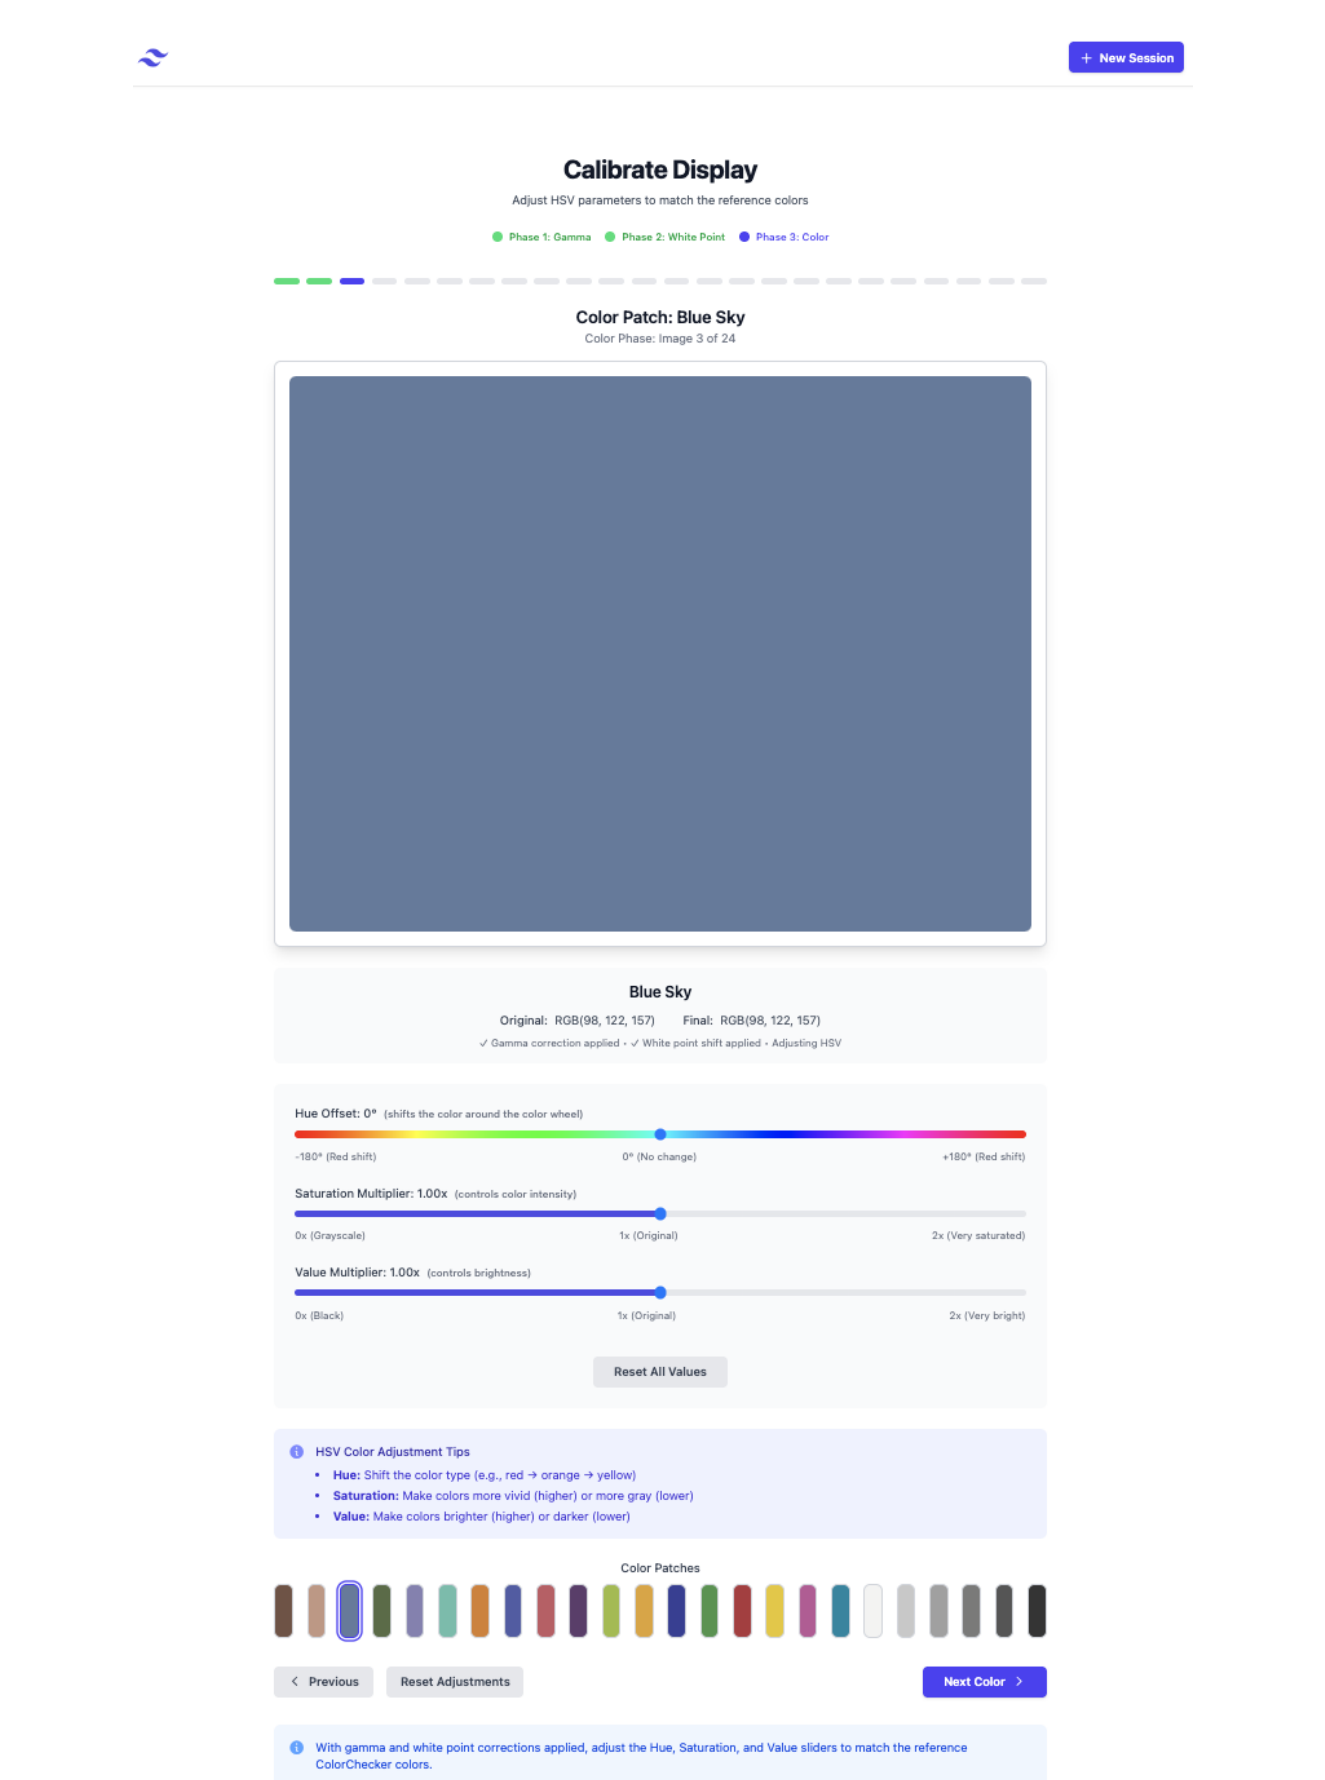 New Session
Calibrate Display
Adjust HSV parameters to match the reference colors
Phase 1: Gamma Phase 2: White Point Phase 3: Color
Color Patch: Blue Sky
Color Phase: Image 3 of 24
Blue Sky
Original: RGB(98, 122, 157) Final: RGB(98, 122, 157)
✓ Gamma correction applied • ✓ White point shift applied • Adjusting HSV
Hue Offset: 0° (shifts the color around the color wheel)
-180° (Red shift) 0° (No change) +180° (Red shift)
Saturation Multiplier: 1.00x (controls color intensity)
0x (Grayscale) 1x (Original) 2x (Very saturated)
Value Multiplier: 1.00x (controls brightness)
0x (Black) 1x (Original) 2x (Very bright)
Reset All Values
HSV Color Adjustment Tips
• Hue: Shift the color type (e.g., red → orange → yellow)
• Saturation: Make colors more vivid (higher) or more gray (lower)
• Value: Make colors brighter (higher) or darker (lower)
Color Patches
Previous Reset Adjustments Next Color
With gamma and white point corrections applied, adjust the Hue, Saturation, and Value sliders to match the reference
ColorChecker colors.